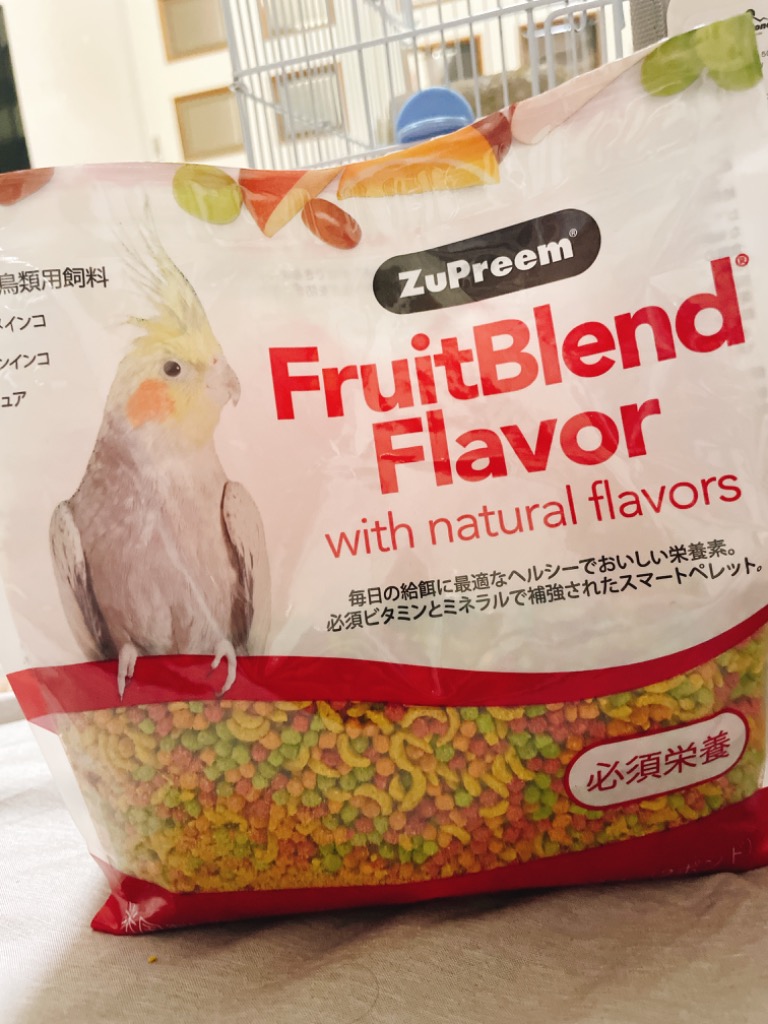 ZuPreem®
鳥類用飼料
インコ
ンインコ
ュア
FruitBlend®
Flavor
with natural flavors
毎日の給餌に最適なヘルシーでおいしい栄養素。
必須ビタミンとミネラルで補強されたスマートペレット。
必須栄養